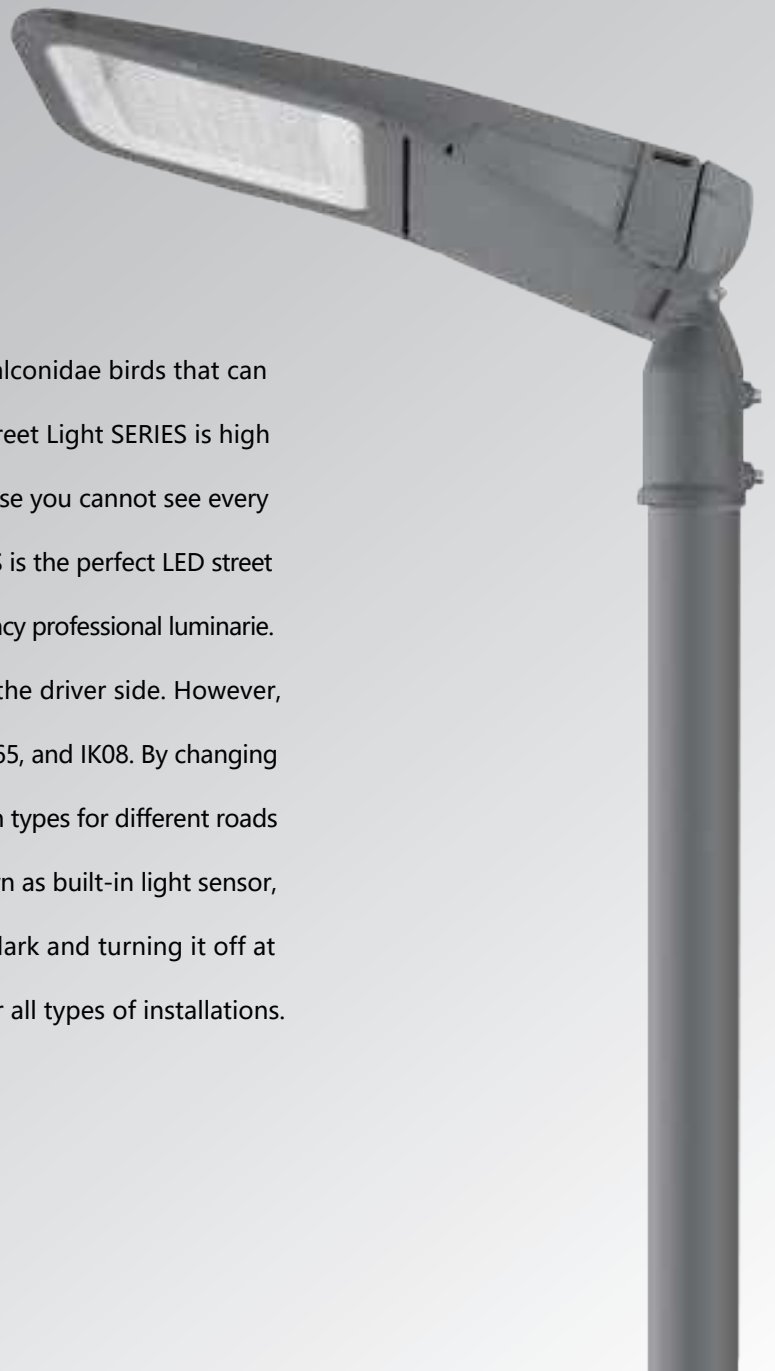 alconidae birds that can
reet Light SERIES is high
se you cannot see every
S is the perfect LED street
ncy professional luminarie.
the driver side. However,
65, and IK08. By changing
n types for different roads
n as built-in light sensor,
dark and turning it off at
r all types of installations.